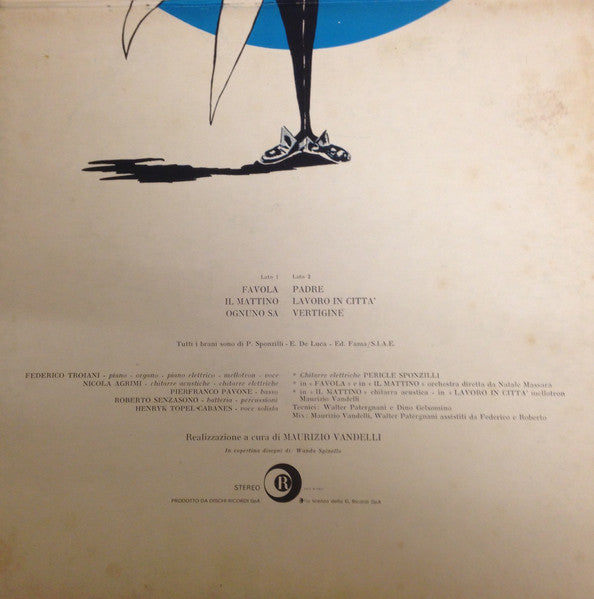 Lato 1 Lato 2
FAVOLA PADRE
IL MATTINO LAVORO IN CITTA'
OGNUNO SA VERTIGINE
Tutti i brani sono di P. Sponzilli - E. De Luca - Ed. Fama/S.I.A.E.
FEDERICO TROIANI - piano - organo - piano elettrico - mellotron - voce
NICOLA AGRIMI - chitarre acustiche - chitarre elettriche
PIERFRANCO PAVONE - basso
ROBERTO SENZASONO - batteria - percussioni
HENRYK TOPEL CABANES - voce solista
* Chitarre elettriche PERICLE SPONZILLI
* in « FAVOLA » e in « IL MATTINO » orchestra diretta da Natale Massara
* in « IL MATTINO » chitarra acustica - in « LAVORO IN CITTA' mellotron
Maurizio Vandelli
Tecnici: Walter Patergnani e Dino Gelsomino
Mix: Maurizio Vandelli, Walter Patergnani assistiti da Federico e Roberto
Realizzazione a cura di MAURIZIO VANDELLI
In copertina disegni di Wanda Spinello
STEREO R
PRODOTTO DA DISCHI RICORDI SpA
su licenza della G. Ricordi SpA